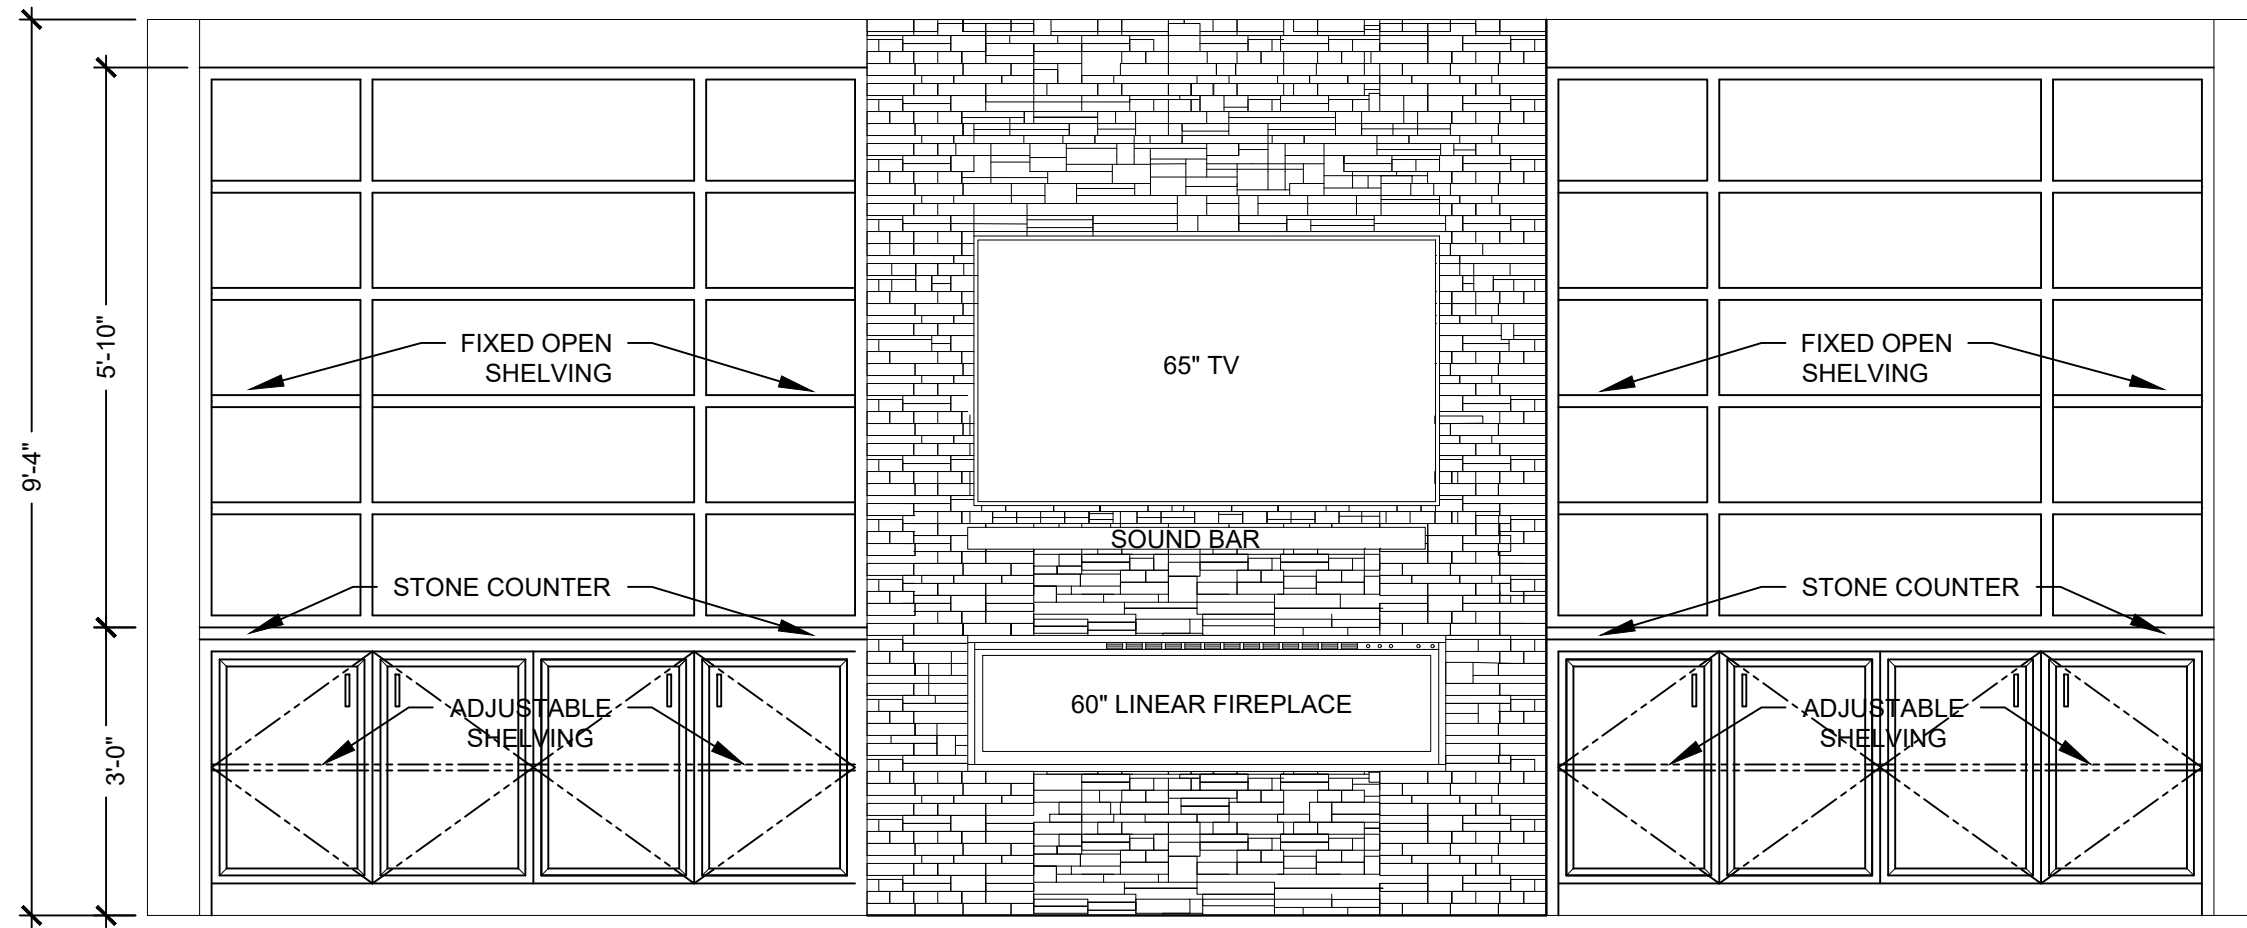 9'-4"
5'-10"
3'-0"
FIXED OPEN
SHELVING
STONE COUNTER
ADJUSTABLE
SHELVING
65" TV
SOUND BAR
60" LINEAR FIREPLACE
FIXED OPEN
SHELVING
STONE COUNTER
ADJUSTABLE
SHELVING